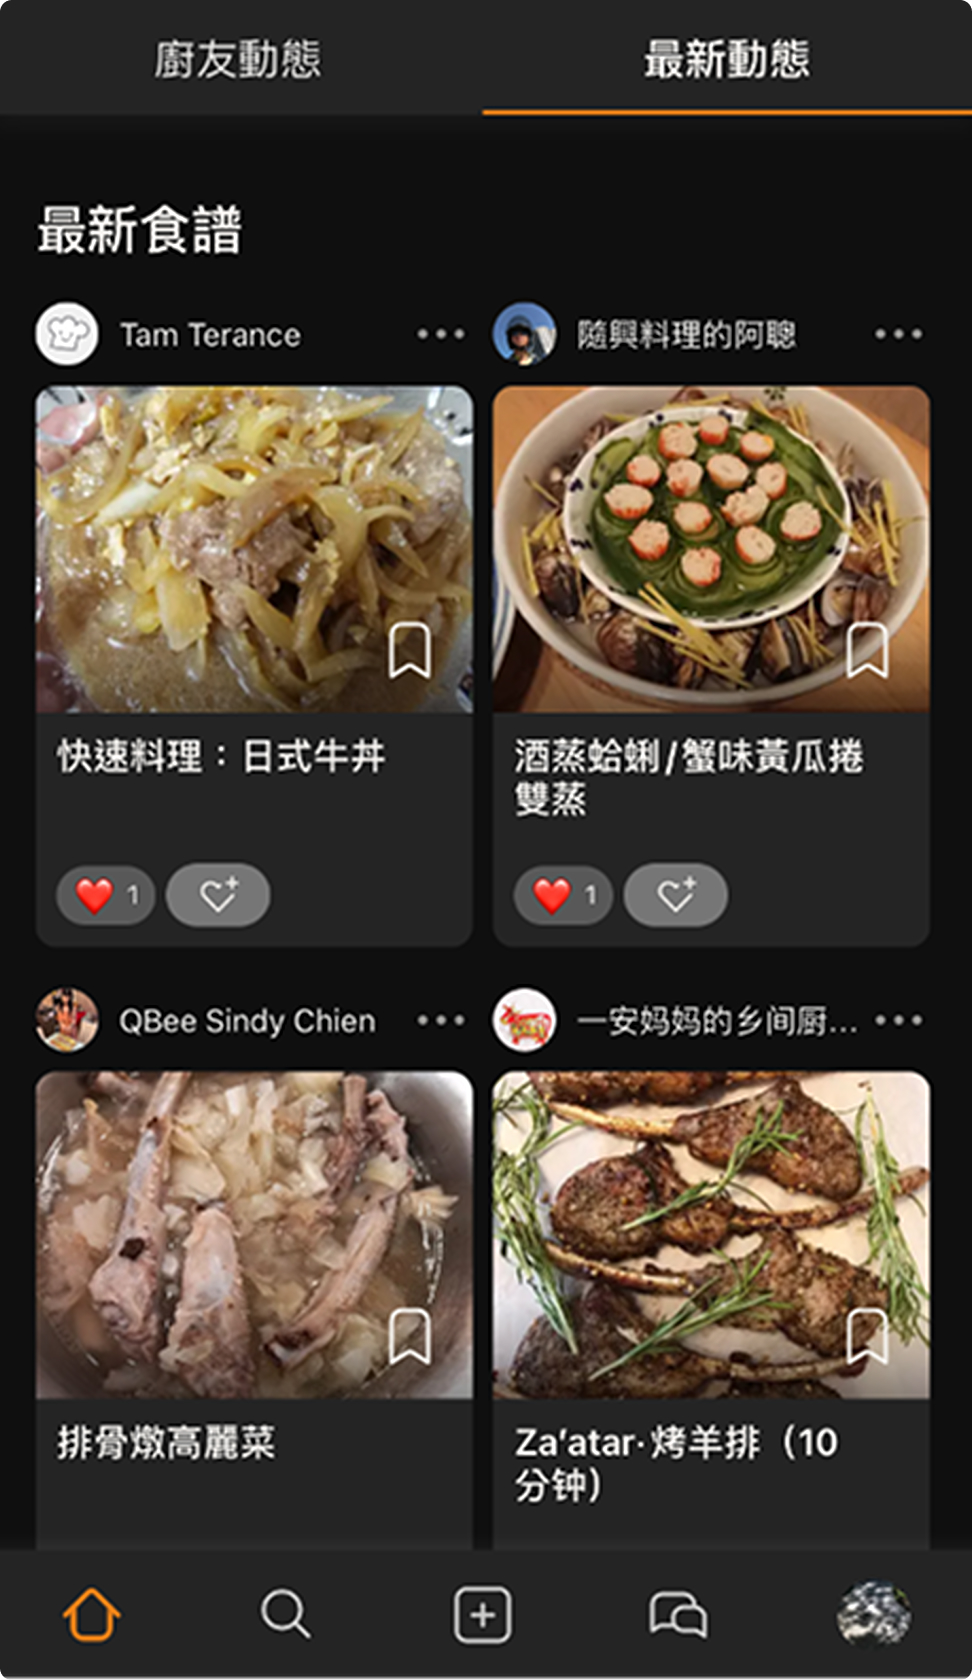 廚友動態
最新動態
最新食譜
Tam Terance
隨興料理的阿聰
快速料理：日式牛丼
酒蒸蛤蜊/蟹味黃瓜捲
雙蒸
1
1
QBee Sindy Chien
一安妈妈的乡间厨...
排骨燉高麗菜
Za'atar·烤羊排（10
分钟）